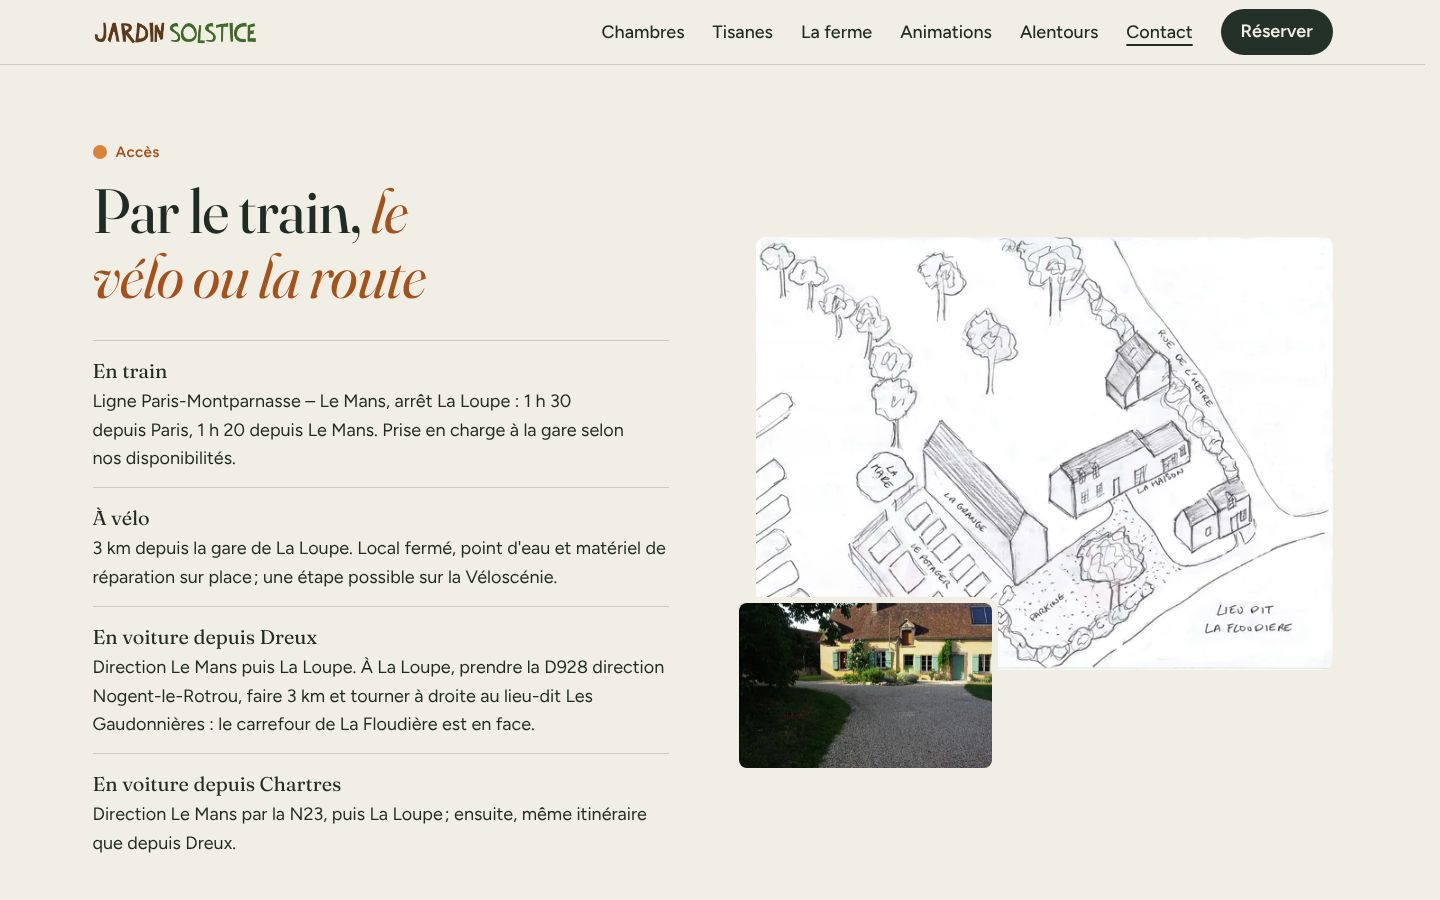 JARDIN SOLSTICE
Chambres
Tisanes
La ferme
Animations
Alentours
Contact
Réserver
Accès
Par le train, le
vélo ou la route
En train
Ligne Paris-Montparnasse – Le Mans, arrêt La Loupe : 1 h 30
depuis Paris, 1 h 20 depuis Le Mans. Prise en charge à la gare selon
nos disponibilités.
À vélo
3 km depuis la gare de La Loupe. Local fermé, point d'eau et matériel de
réparation sur place ; une étape possible sur la Véloscénie.
En voiture depuis Dreux
Direction Le Mans puis La Loupe. À La Loupe, prendre la D928 direction
Nogent-le-Rotrou, faire 3 km et tourner à droite au lieu-dit Les
Gaudonnières : le carrefour de La Floudière est en face.
En voiture depuis Chartres
Direction Le Mans par la N23, puis La Loupe ; ensuite, même itinéraire
que depuis Dreux.
RUE DE L'HÊTRE
LA MARE
LA GRANGE
LA MAISON
LE POTAGER
PARKING
LIEU DIT
LA FLOUDIERE